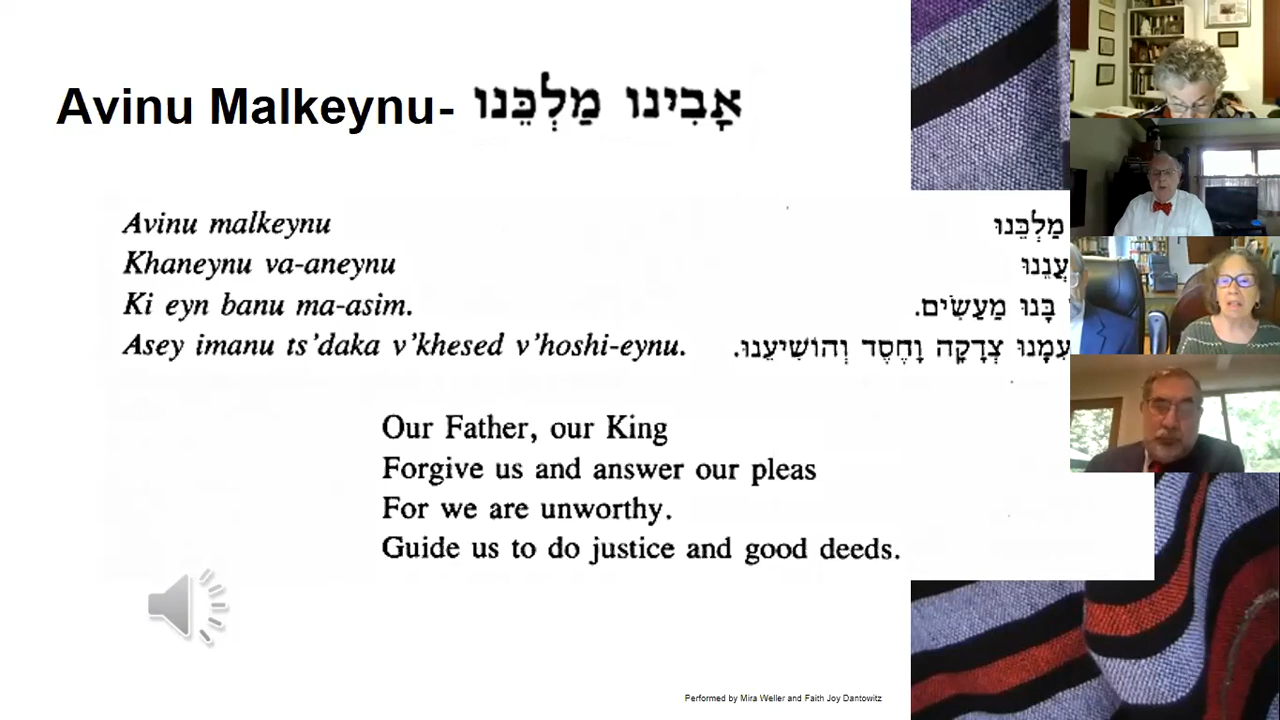 Avinu Malkeynu- אָבִינוּ מַלְכֵּנוּ
Avinu malkeynu
מַלְכֵּנוּ
Khaneynu va-aneynu
Ki eyn banu ma-asim.
בָּנוּ מַעֲשִׂים.
Asey imanu ts'daka v'khesed v'hoshi-eynu.
צְדָקָה וָחֶסֶד וְהוֹשִׁיעֵנוּ.
Our Father, our King
Forgive us and answer our pleas
For we are unworthy.
Guide us to do justice and good deeds.
Performed by Mira Weller and Faith Joy Dantowitz